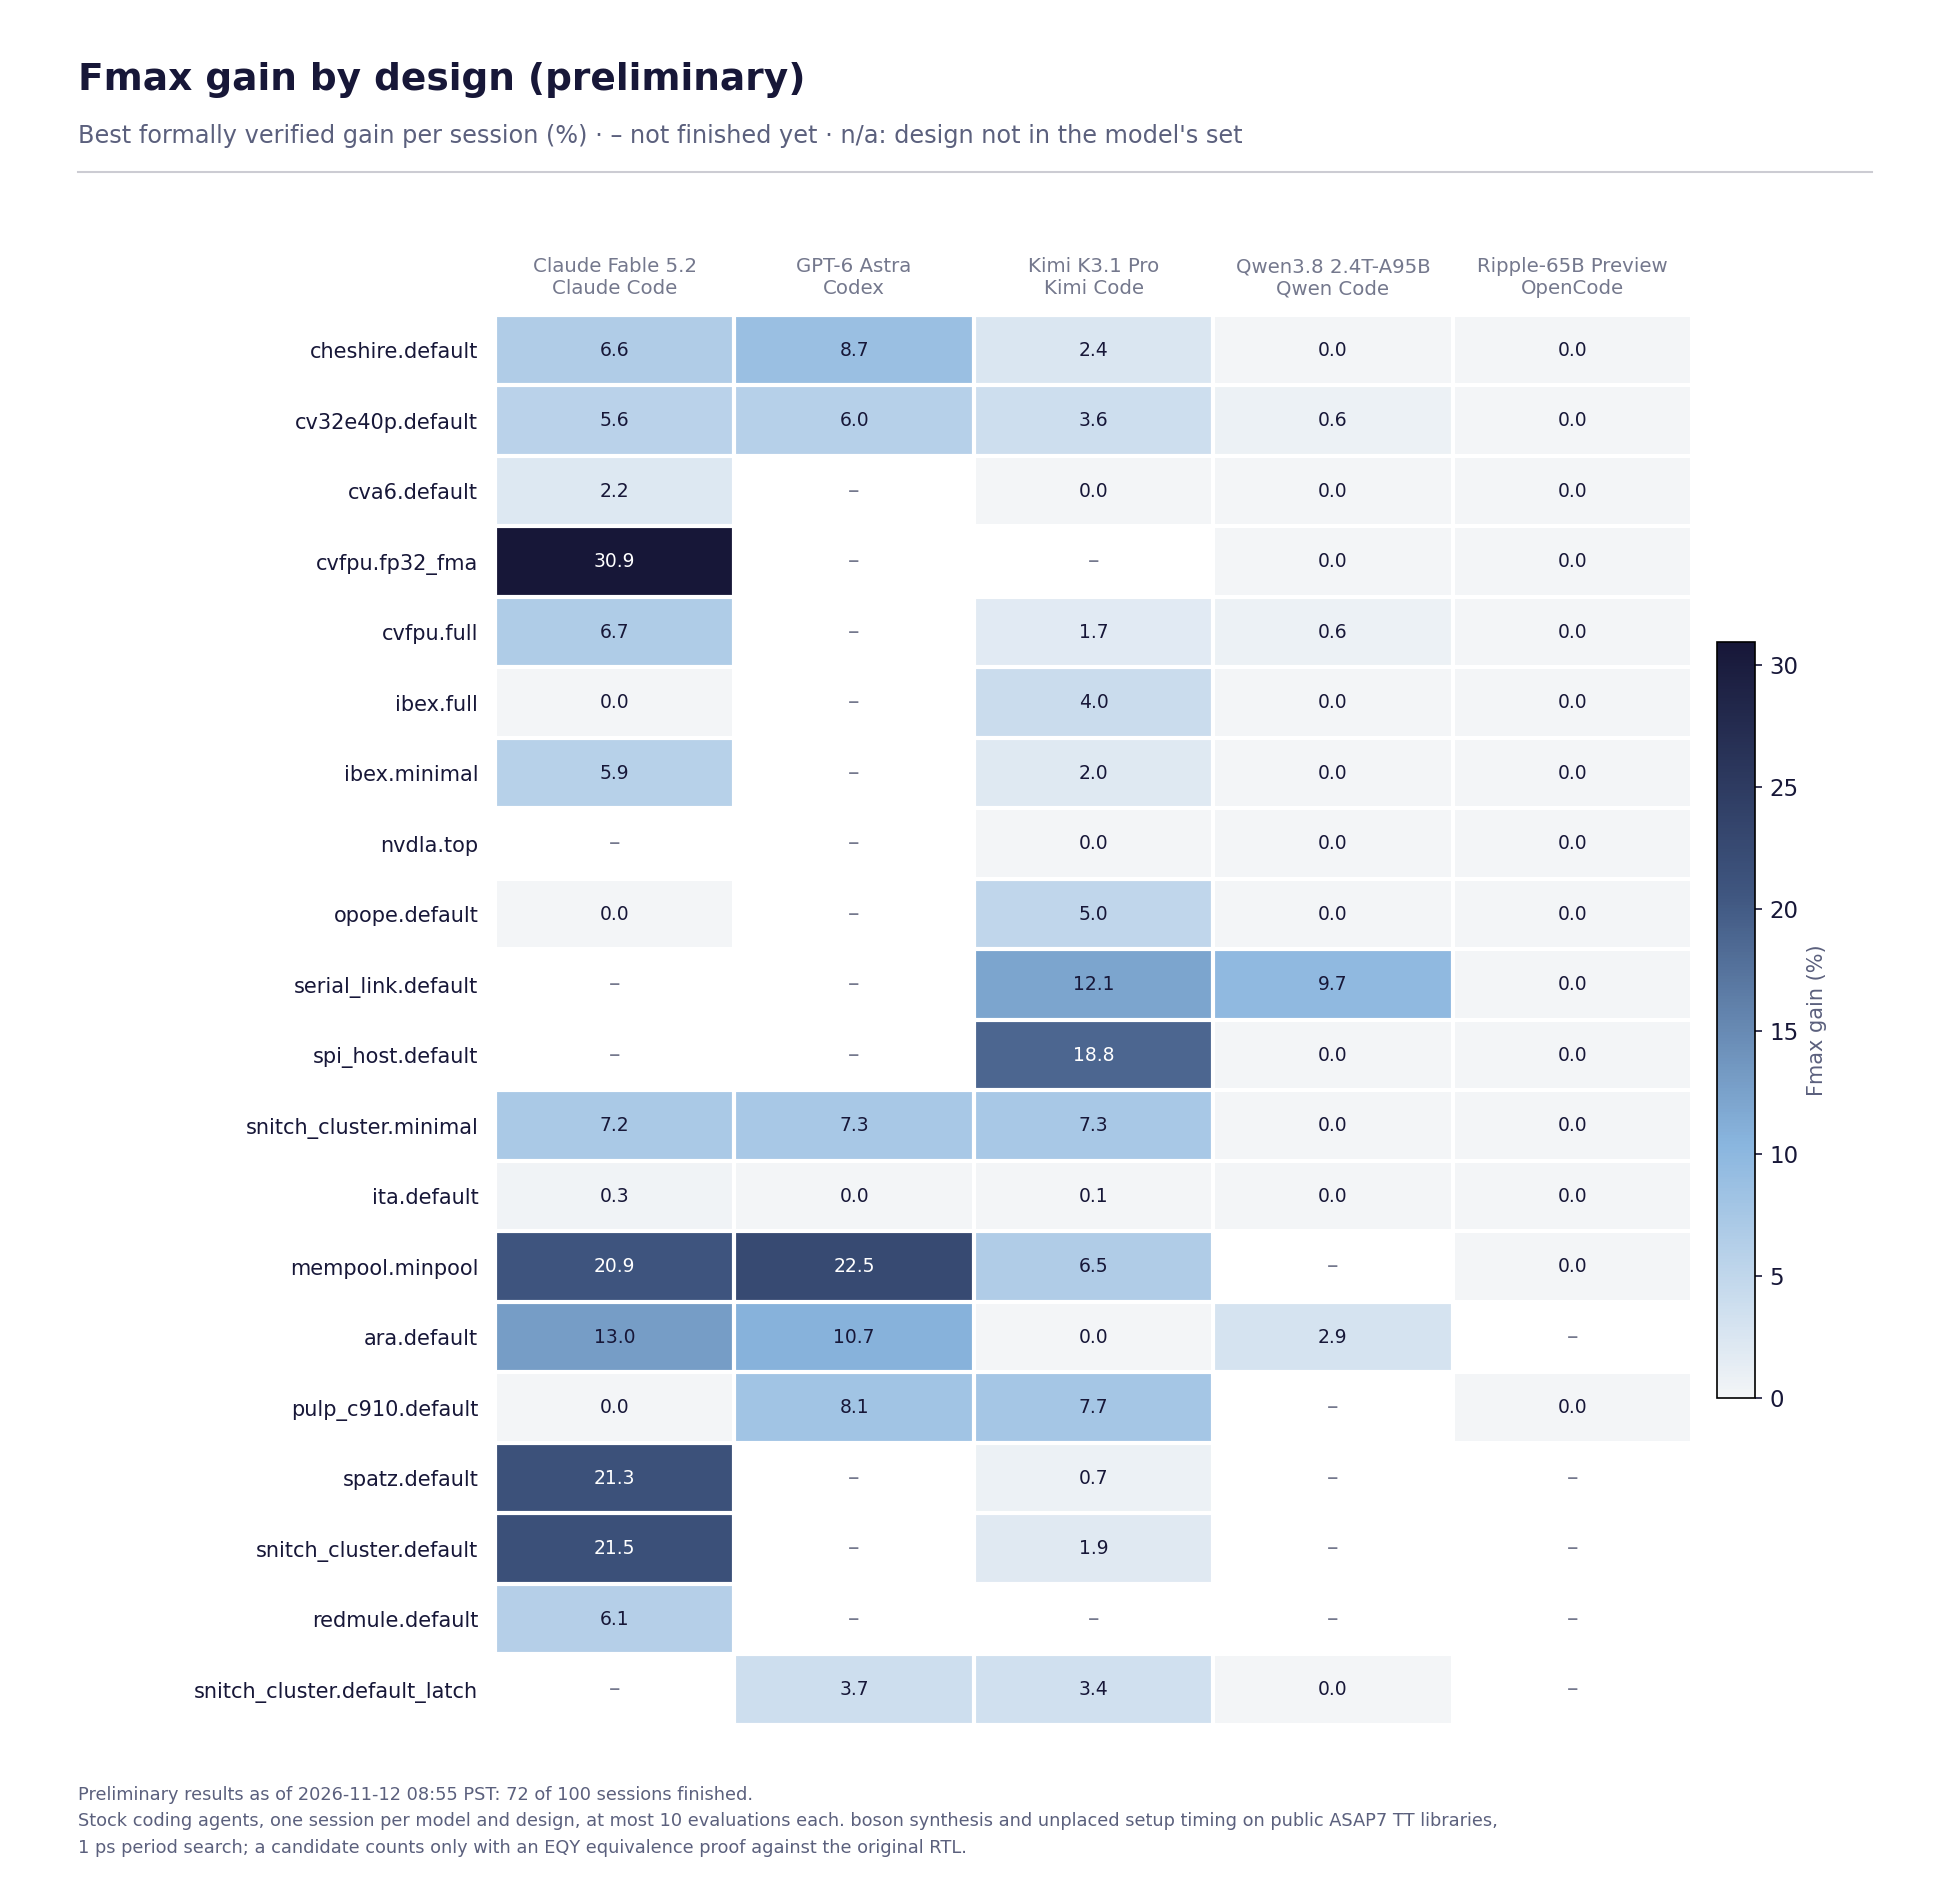 Fmax gain by design (preliminary)
Best formally verified gain per session (%) · – not finished yet · n/a: design not in the model's set
Claude Fable 5.2 GPT-6 Astra Kimi K3.1 Pro Qwen3.8 2.4T-A95B Ripple-65B Preview
Claude Code Codex Kimi Code Qwen Code OpenCode
cheshire.default 6.6 8.7 2.4 0.0 0.0
cv32e40p.default 5.6 6.0 3.6 0.6 0.0
cva6.default 2.2 – 0.0 0.0 0.0
cvfpu.fp32_fma 30.9 – – 0.0 0.0
cvfpu.full 6.7 – 1.7 0.6 0.0
ibex.full 0.0 – 4.0 0.0 0.0
ibex.minimal 5.9 – 2.0 0.0 0.0
nvdla.top – – 0.0 0.0 0.0
opope.default 0.0 – 5.0 0.0 0.0
serial_link.default – – 12.1 9.7 0.0
spi_host.default – – 18.8 0.0 0.0
snitch_cluster.minimal 7.2 7.3 7.3 0.0 0.0
ita.default 0.3 0.0 0.1 0.0 0.0
mempool.minpool 20.9 22.5 6.5 – 0.0
ara.default 13.0 10.7 0.0 2.9 –
pulp_c910.default 0.0 8.1 7.7 – 0.0
spatz.default 21.3 – 0.7 – –
snitch_cluster.default 21.5 – 1.9 – –
redmule.default 6.1 – – – –
snitch_cluster.default_latch – 3.7 3.4 0.0 –
30
25
20
15
10
5
0
Fmax gain (%)
Preliminary results as of 2026-11-12 08:55 PST: 72 of 100 sessions finished.
Stock coding agents, one session per model and design, at most 10 evaluations each. boson synthesis and unplaced setup timing on public ASAP7 TT libraries,
1 ps period search; a candidate counts only with an EQY equivalence proof against the original RTL.